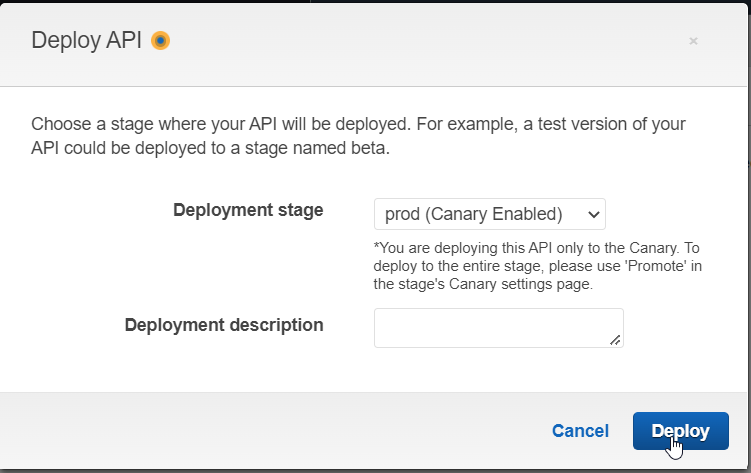 Deploy API
×
Choose a stage where your API will be deployed. For example, a test version of your
API could be deployed to a stage named beta.
Deployment stage
prod (Canary Enabled)
*You are deploying this API only to the Canary. To
deploy to the entire stage, please use 'Promote' in
the stage's Canary settings page.
Deployment description
Cancel
Deploy